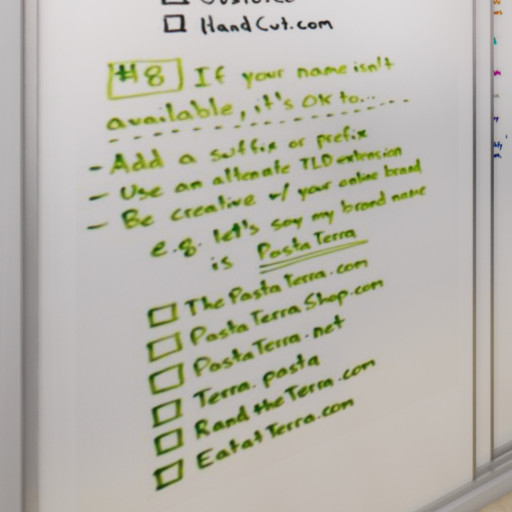 HandCut.com
#8 If your name isn't
available, it's OK to...
- Add a suffix or prefix
- Use an alternate TLD extension
- Be creative w/ your online brand
e.g. let's say my brand name
is PastaTerra
ThePastaTerra.com
PastaTerraShop.com
PastaTerra.net
Terra.pasta
RandtheTerra.com
EatatTerra.com